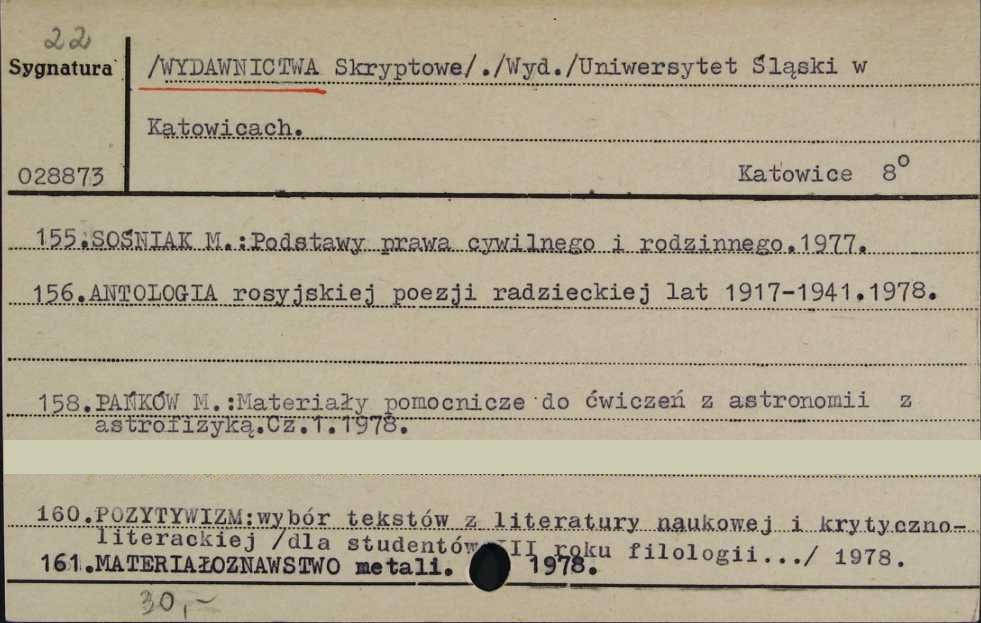 22
Sygnatura
/WYDAWNICTWA Skryptowe/./Wyd./Uniwersytet Śląski w
Katowicach.
028873
Katowice 8°
155.SOŚNIAK M.:Podstawy prawa cywilnego i rodzinnego.1977.
156.ANTOLOGIA rosyjskiej poezji radzieckiej lat 1917-1941.1978.
158.PAŃKÓW M.:Materiały pomocnicze do ćwiczeń z astronomii z
astrofizyką.Cz.1.1978.
160.POZYTYWIZM:wybór tekstów z literatury naukowej i krytyczno-
literackiej /dla studentów III roku filologii.../ 1978.
161.MATERIAŁOZNAWSTWO metali. 1978.
30,-